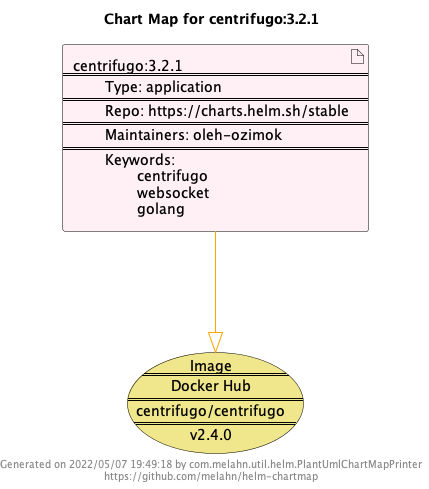 Chart Map for centrifugo:3.2.1
centrifugo:3.2.1
Type: application
Repo: https://charts.helm.sh/stable
Maintainers: oleh-ozimok
Keywords:
centrifugo
websocket
golang
Image
Docker Hub
centrifugo/centrifugo
v2.4.0
Generated on 2022/05/07 19:49:18 by com.melahn.util.helm.PlantUmlChartMapPrinter
https://github.com/melahn/helm-chartmap